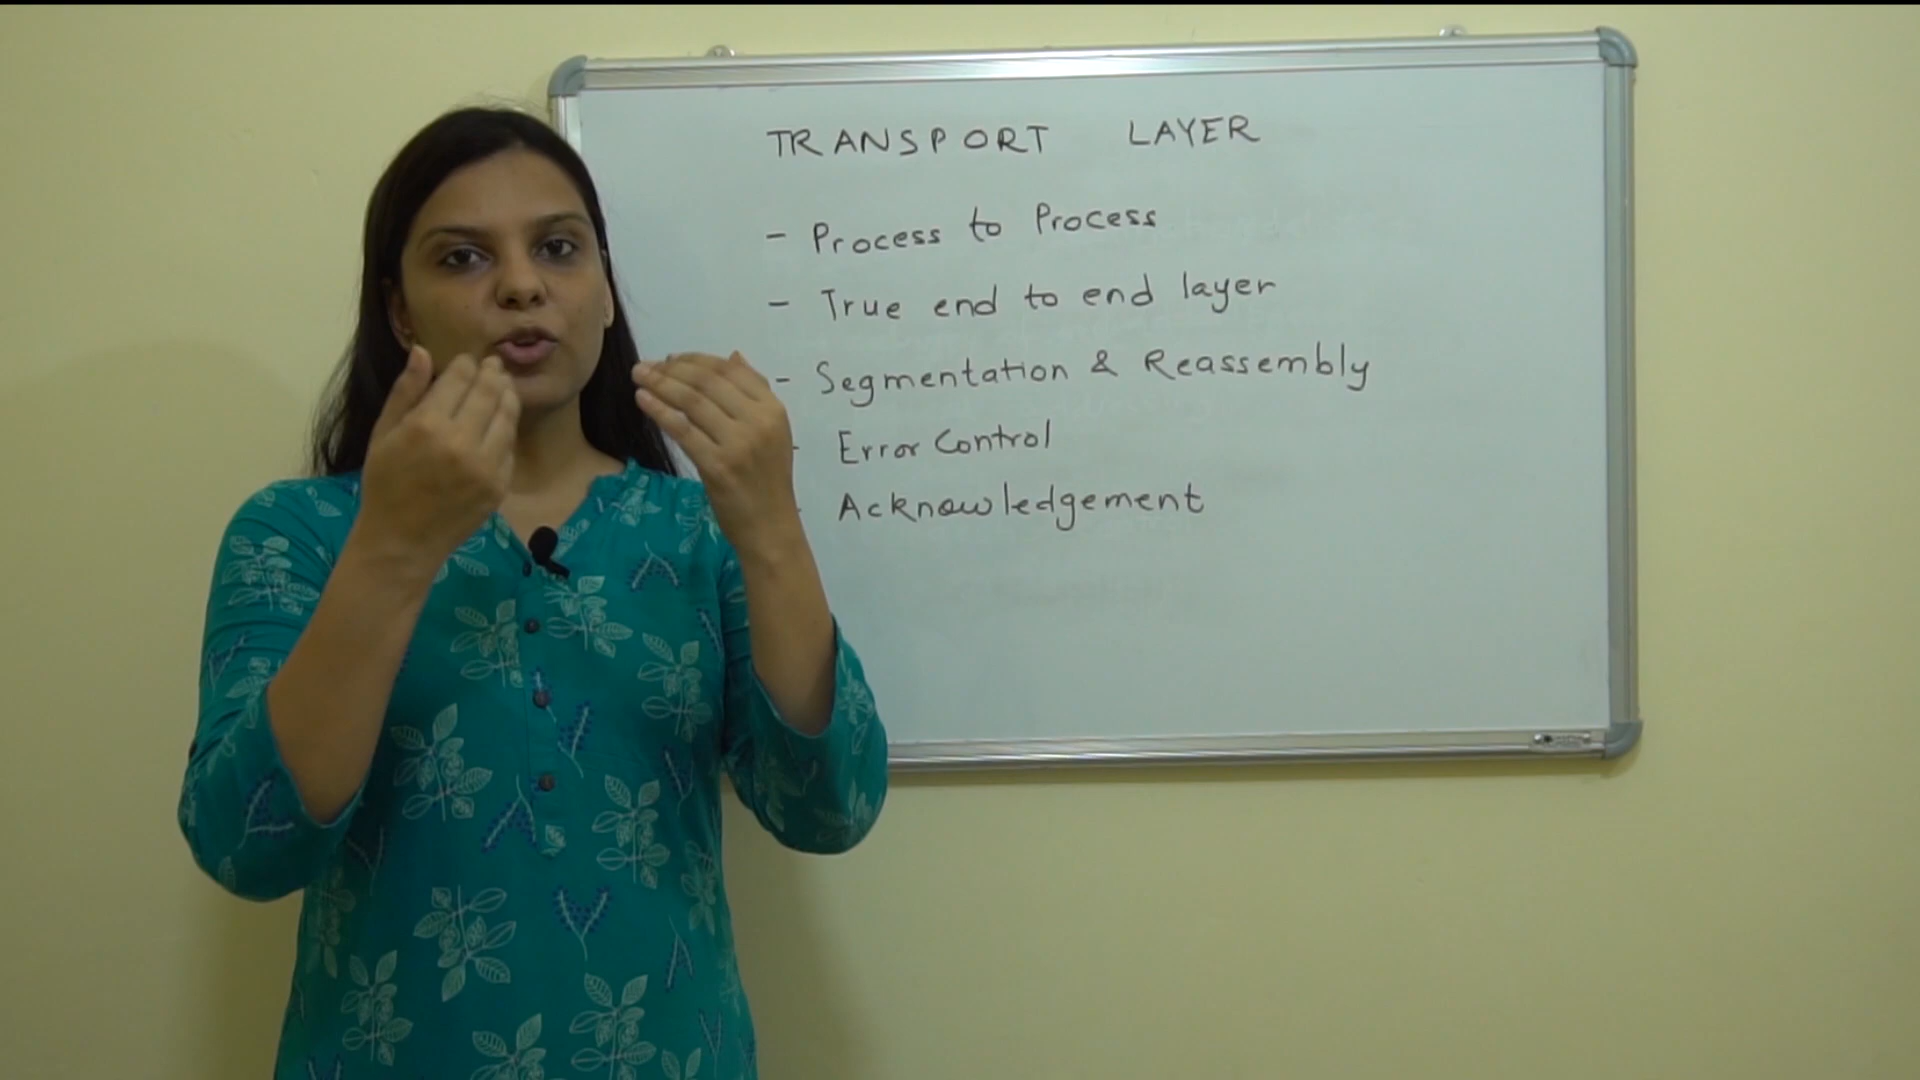 TRANSPORT LAYER
- Process to Process
- True end to end layer
- Segmentation & Reassembly
- Error Control
- Acknowledgement